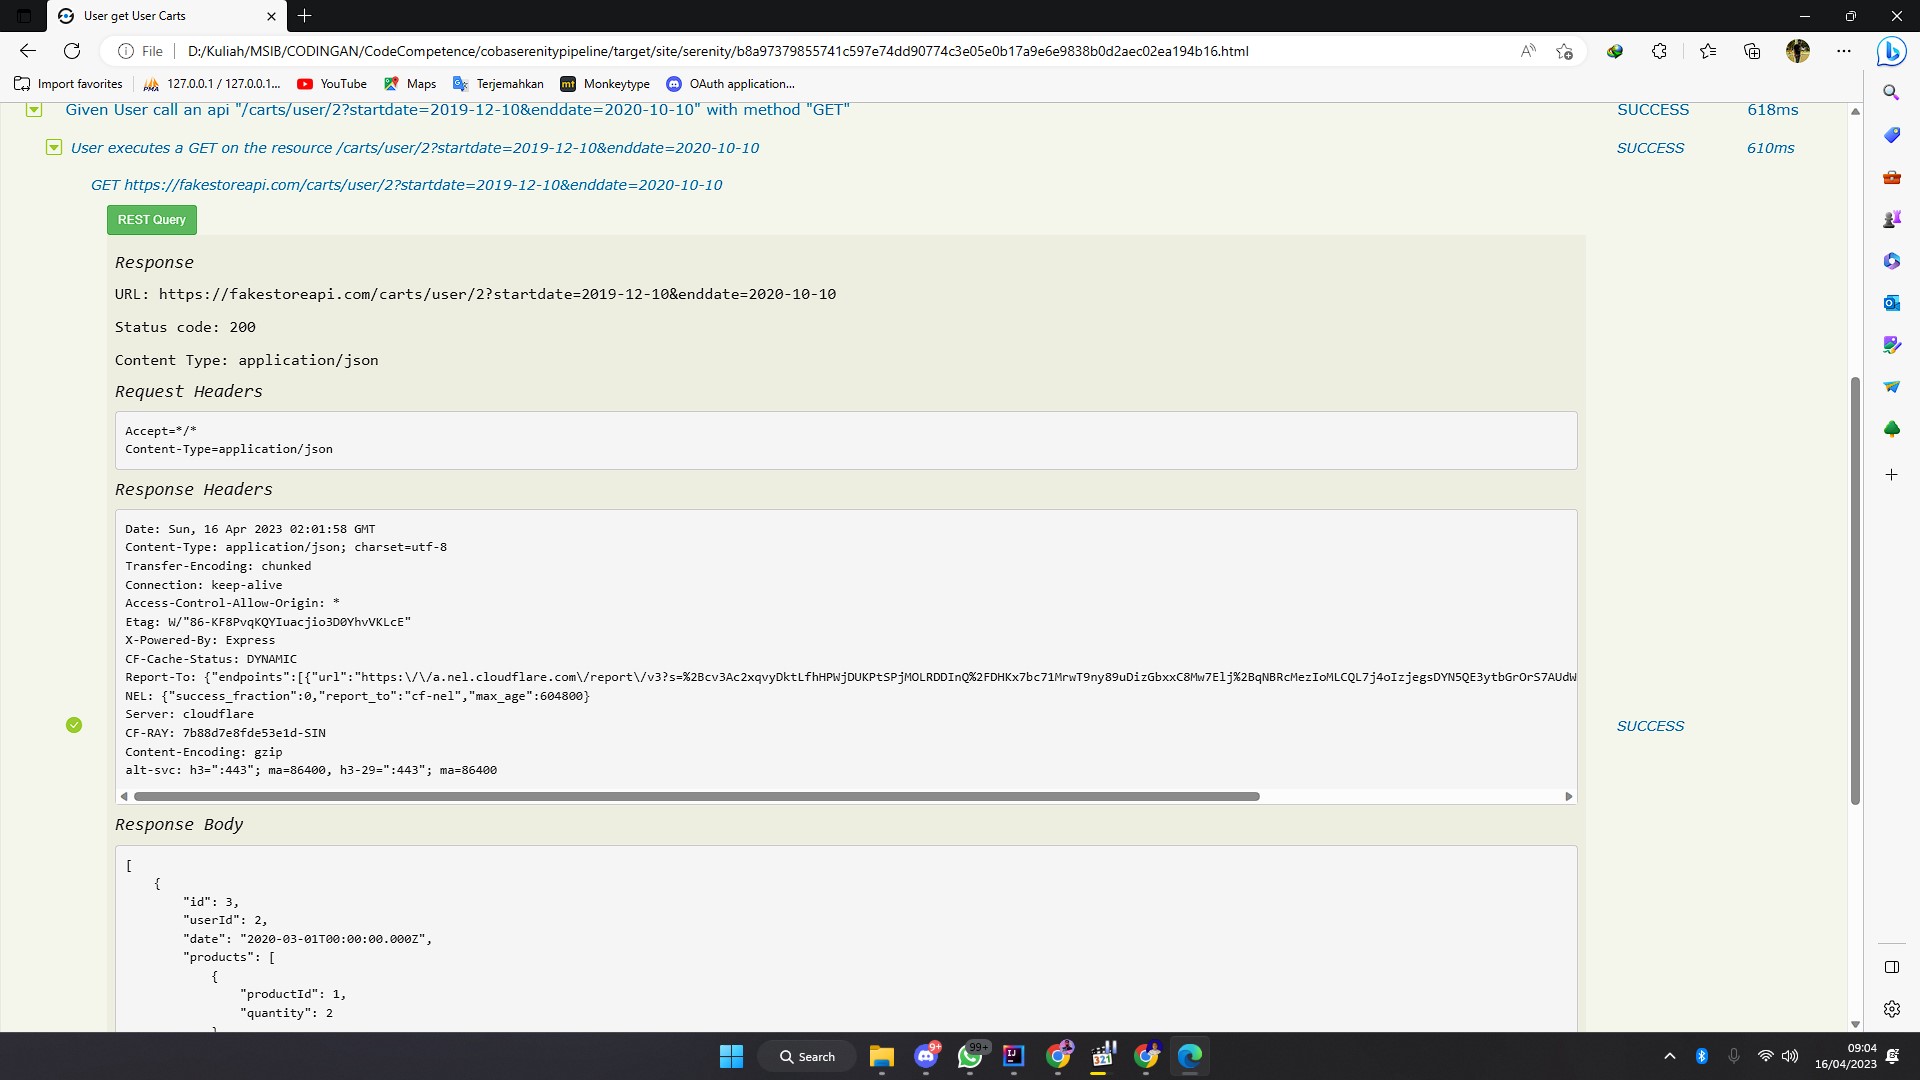 User get User Carts
File
D:/Kuliah/MSIB/CODINGAN/CodeCompetence/cobaserenitypipeline/target/site/serenity/b8a97379855741c597e74dd90774c3e05e0b17a9e6e9838b0d2aec02ea194b16.html
Import favorites
127.0.0.1 / 127.0.0.1...
YouTube
Maps
Terjemahkan
Monkeytype
OAuth application...
Given User call an api "/carts/user/2?startdate=2019-12-10&enddate=2020-10-10" with method "GET" SUCCESS 618ms
User executes a GET on the resource /carts/user/2?startdate=2019-12-10&enddate=2020-10-10 SUCCESS 610ms
GET https://fakestoreapi.com/carts/user/2?startdate=2019-12-10&enddate=2020-10-10
REST Query
Response
URL: https://fakestoreapi.com/carts/user/2?startdate=2019-12-10&enddate=2020-10-10
Status code: 200
Content Type: application/json
Request Headers
Accept=*/*
Content-Type=application/json
Response Headers
Date: Sun, 16 Apr 2023 02:01:58 GMT
Content-Type: application/json; charset=utf-8
Transfer-Encoding: chunked
Connection: keep-alive
Access-Control-Allow-Origin: *
Etag: W/"86-KF8PvqKQYIuacjio3D0YhvVKLcE"
X-Powered-By: Express
CF-Cache-Status: DYNAMIC
Report-To: {"endpoints":[{"url":"https:\/\/a.nel.cloudflare.com\/report\/v3?s=%2Bcv3Ac2xqvyDktLfhHPWjDUKPtSPjMOLRDDDInQ%2FDHKx7bc71MrwT9ny89uDizGbxxC8Mw7Elj%2BqNBRcMezIoMLCQL7j4oIzjegsDYN5QE3ytbGrOrS7AUdW
NEL: {"success_fraction":0,"report_to":"cf-nel","max_age":604800}
Server: cloudflare
CF-RAY: 7b88d7e8fde53e1d-SIN
Content-Encoding: gzip
alt-svc: h3=":443"; ma=86400, h3-29=":443"; ma=86400
SUCCESS
Response Body
[
{
"id": 3,
"userId": 2,
"date": "2020-03-01T00:00:00.000Z",
"products": [
{
"productId": 1,
"quantity": 2
}
Search
9+
99+
09:04
16/04/2023